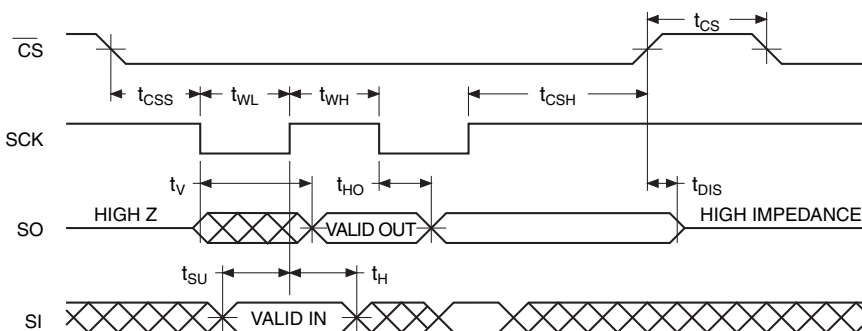 CS
tCS
tCSS
tWL
tWH
tCSH
SCK
tV
tHO
tDIS
HIGH Z
HIGH IMPEDANCE
SO
VALID OUT
tSU
tH
SI
VALID IN